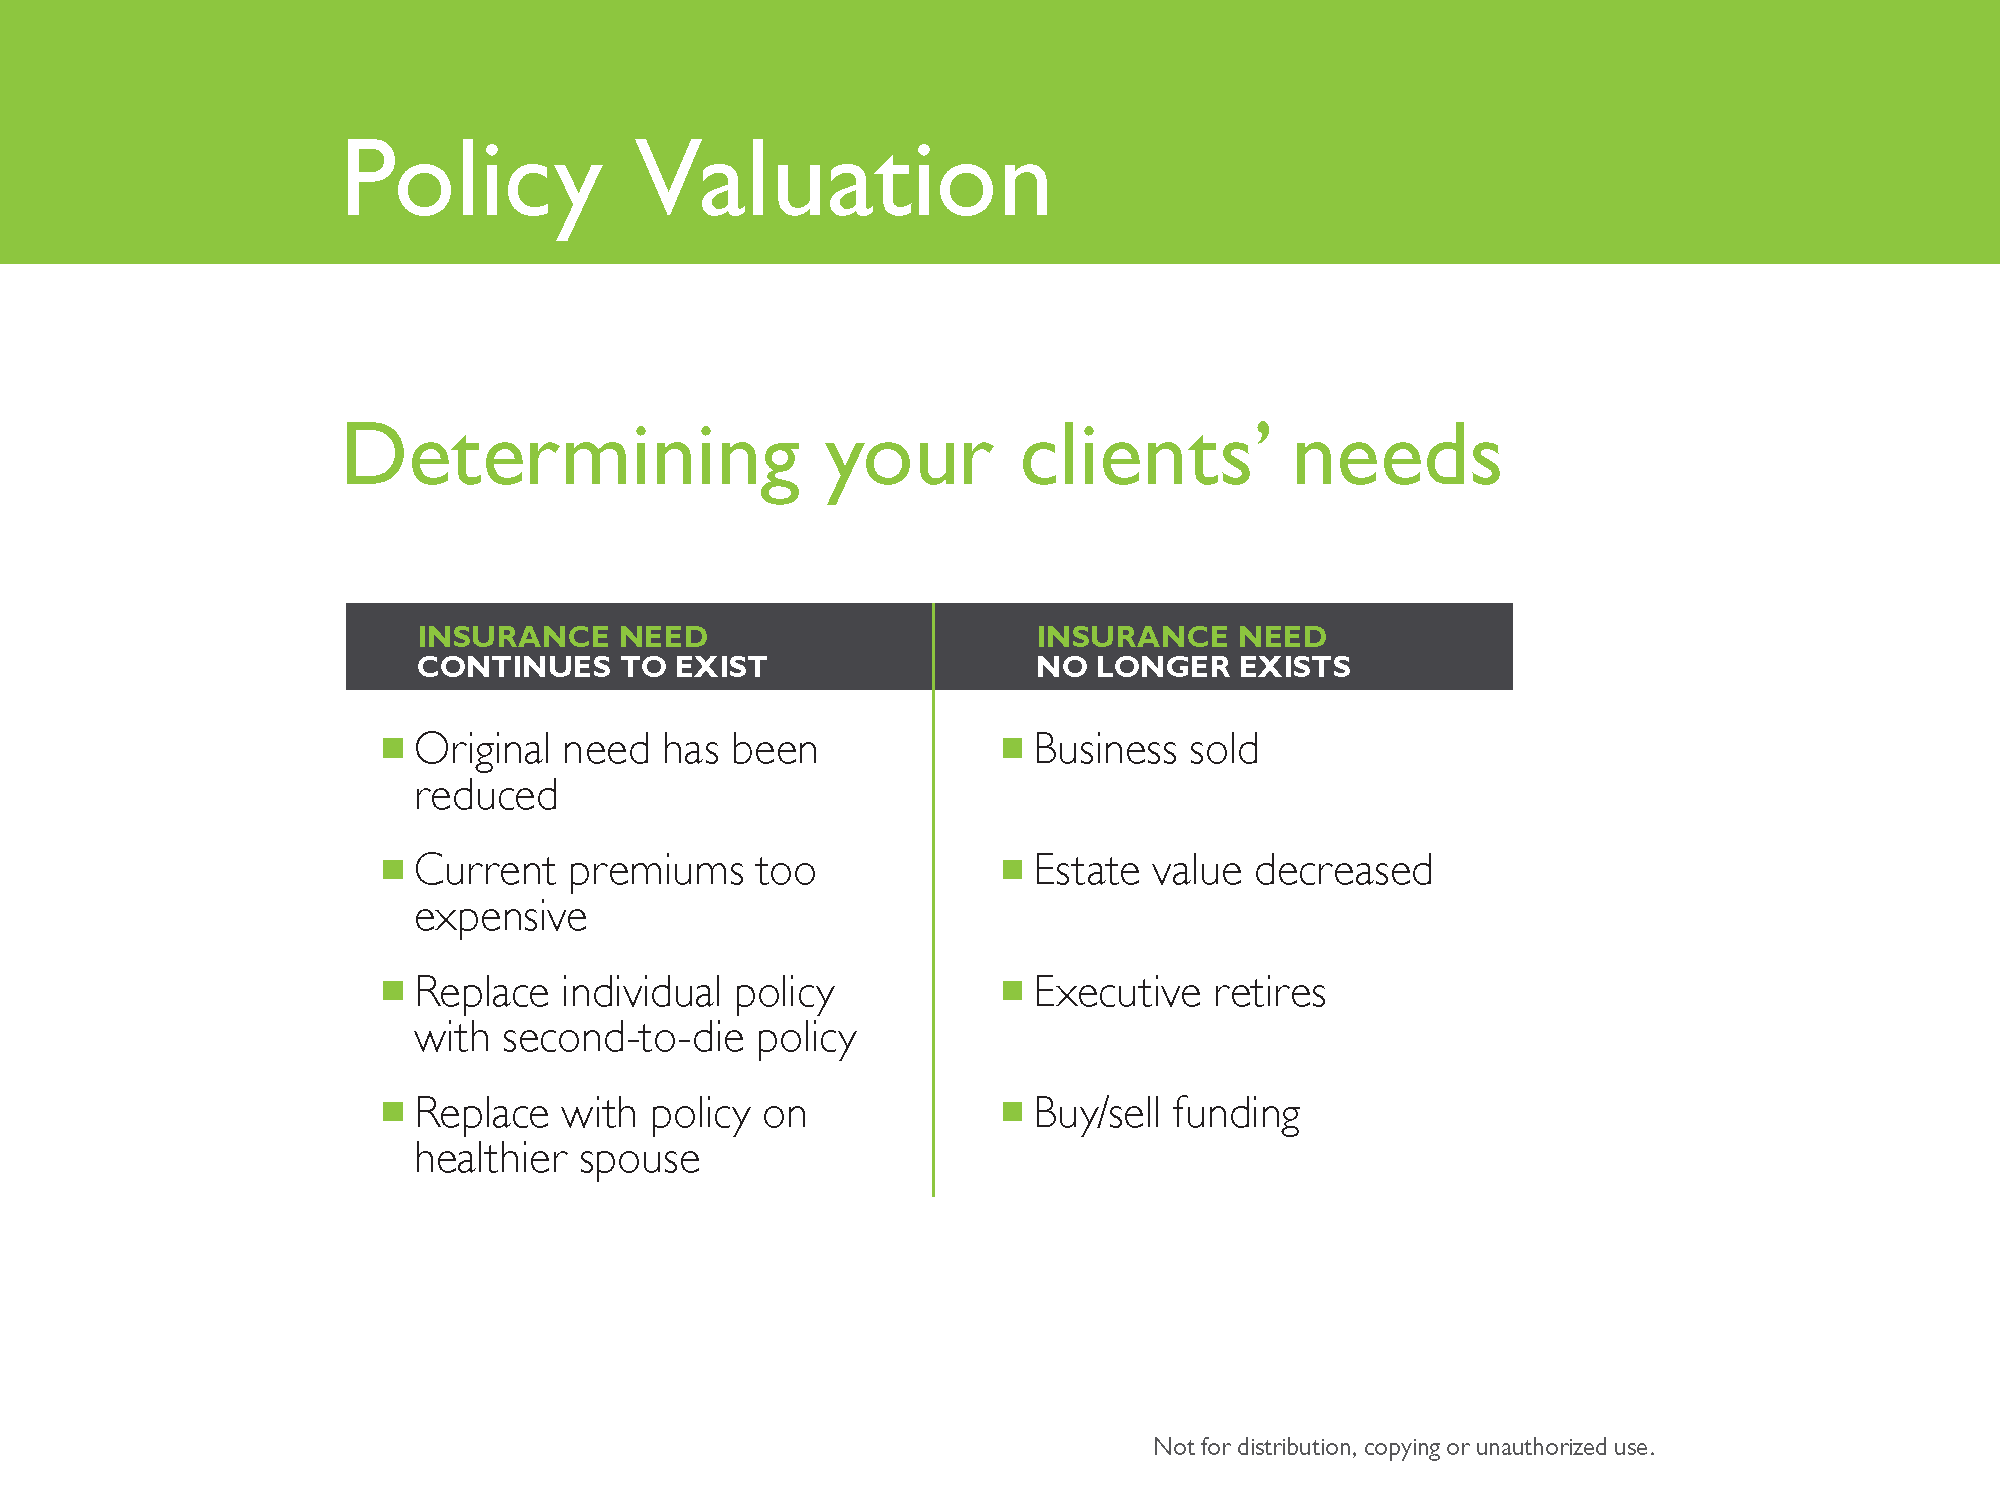 Policy Valuation
Determining your clients’ needs
INSURANCE NEED
CONTINUES TO EXIST
■ Original need has been
reduced
■ Current premiums too
expensive
■ Replace individual policy
with second-to-die policy
■ Replace with policy on
healthier spouse
INSURANCE NEED
NO LONGER EXISTS
■ Business sold
■ Estate value decreased
■ Executive retires
■ Buy/sell funding
Not for distribution, copying or unauthorized use.